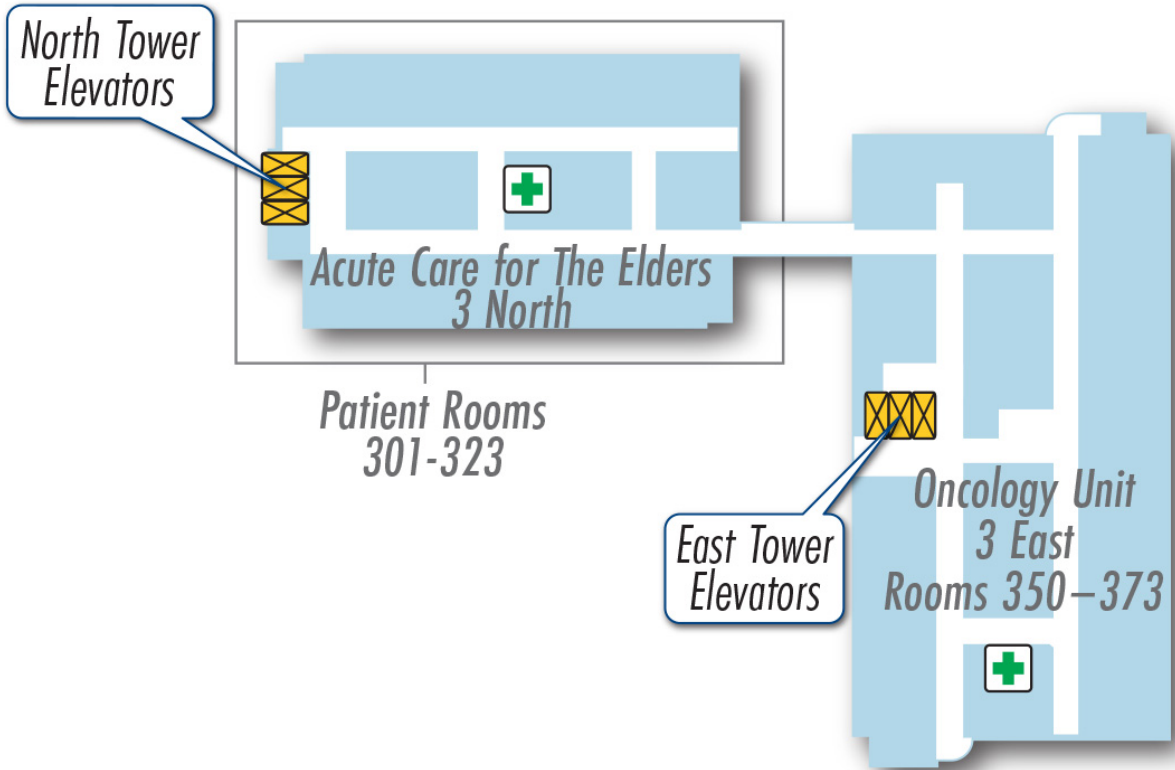 North Tower
Elevators
Acute Care for The Elders
3 North
Patient Rooms
301-323
Oncology Unit
3 East
Rooms 350–373
East Tower
Elevators